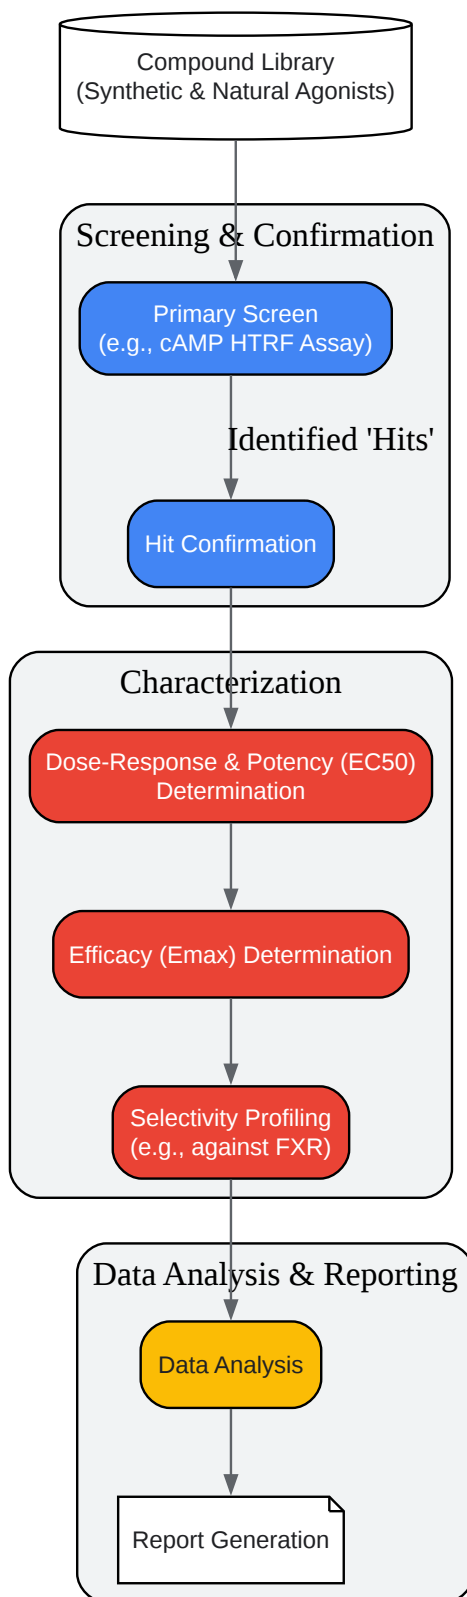 Compound Library
(Synthetic & Natural Agonists)
Screening & Confirmation
Primary Screen
(e.g., cAMP HTRF Assay)
Identified 'Hits'
Hit Confirmation
Characterization
Dose-Response & Potency (EC50)
Determination
Efficacy (Emax) Determination
Selectivity Profiling
(e.g., against FXR)
Data Analysis & Reporting
Data Analysis
Report Generation